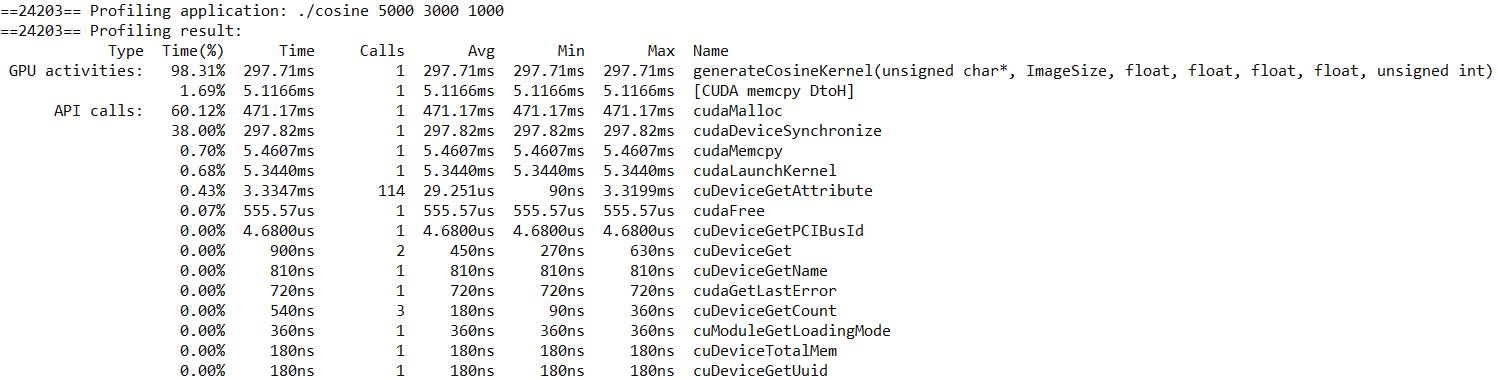 ==24203== Profiling application: ./cosine 5000 3000 1000
==24203== Profiling result:
Type Time(%) Time Calls Avg Min Max Name
GPU activities: 98.31% 297.71ms 1 297.71ms 297.71ms 297.71ms generateCosineKernel(unsigned char*, ImageSize, float, float, float, float, unsigned int)
1.69% 5.1166ms 1 5.1166ms 5.1166ms 5.1166ms [CUDA memcpy DtoH]
API calls: 60.12% 471.17ms 1 471.17ms 471.17ms 471.17ms cudaMalloc
38.00% 297.82ms 1 297.82ms 297.82ms 297.82ms cudaDeviceSynchronize
0.70% 5.4607ms 1 5.4607ms 5.4607ms 5.4607ms cudaMemcpy
0.68% 5.3440ms 1 5.3440ms 5.3440ms 5.3440ms cudaLaunchKernel
0.43% 3.3347ms 114 29.251us 90ns 3.3199ms cuDeviceGetAttribute
0.07% 555.57us 1 555.57us 555.57us 555.57us cudaFree
0.00% 4.6800us 1 4.6800us 4.6800us 4.6800us cuDeviceGetPCIBusId
0.00% 900ns 2 450ns 270ns 630ns cuDeviceGet
0.00% 810ns 1 810ns 810ns 810ns cuDeviceGetName
0.00% 720ns 1 720ns 720ns 720ns cudaGetLastError
0.00% 540ns 3 180ns 90ns 360ns cuDeviceGetCount
0.00% 360ns 1 360ns 360ns 360ns cuModuleGetLoadingMode
0.00% 180ns 1 180ns 180ns 180ns cuDeviceTotalMem
0.00% 180ns 1 180ns 180ns 180ns cuDeviceGetUuid